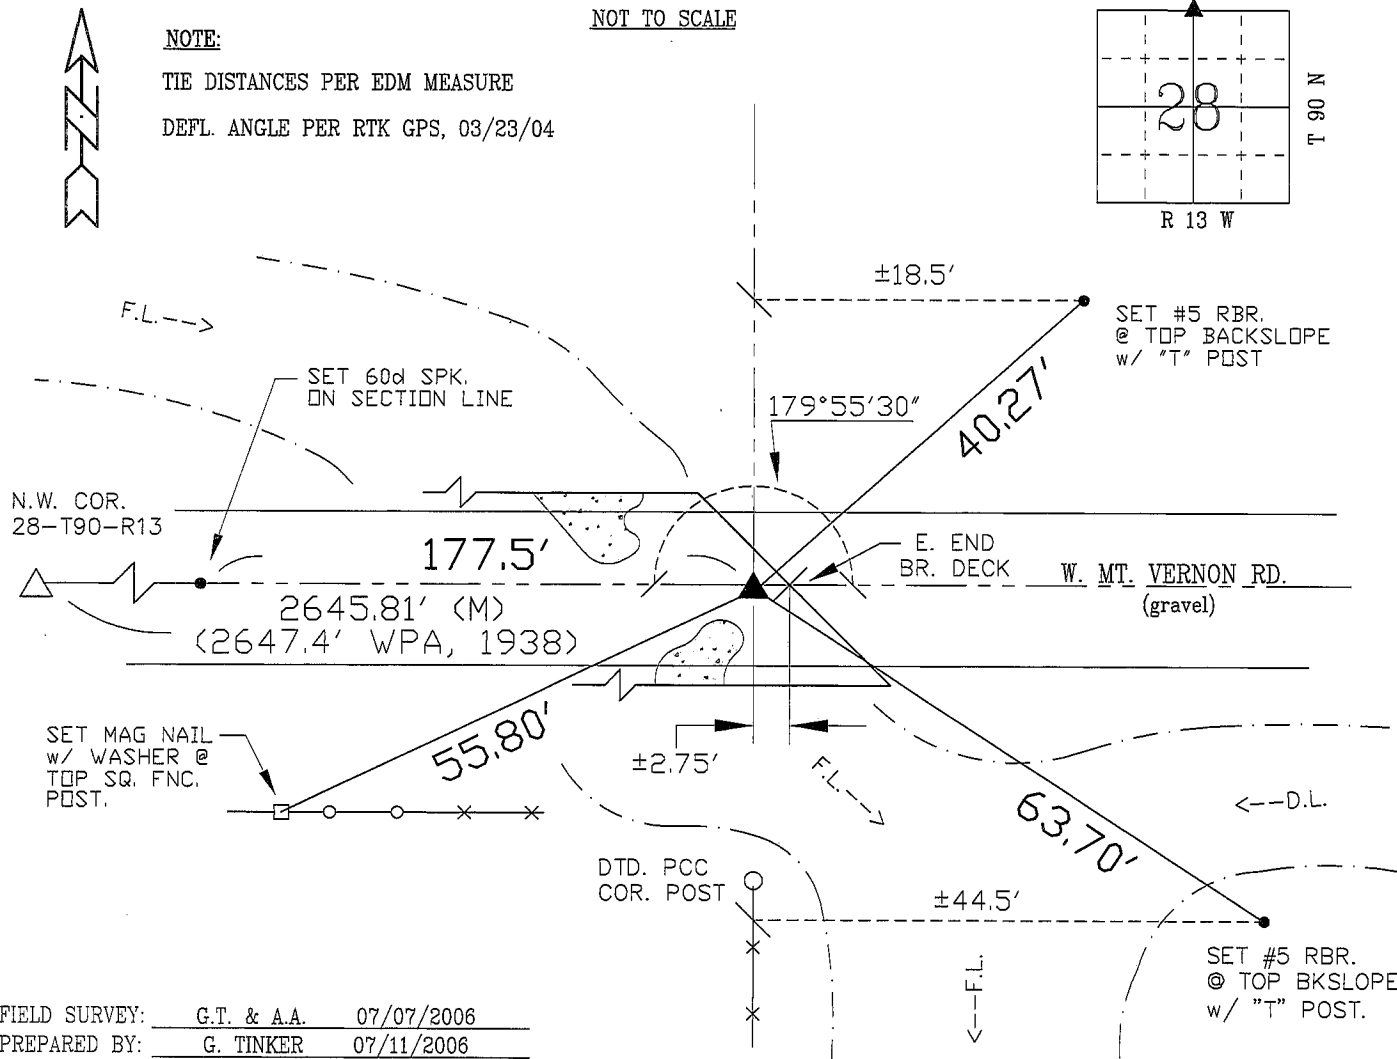 NOT TO SCALE
NOTE:
TIE DISTANCES PER EDM MEASURE
DEFL. ANGLE PER RTK GPS, 03/23/04
28
T 90 N
R 13 W
N
±18.5'
F.L.
SET #5 RBR.
@ TOP BACKSLOPE
w/ "T" POST
SET 60d SPK.
ON SECTION LINE
179°55'30"
40.27'
N.W. COR.
28-T90-R13
177.5'
E. END
BR. DECK
W. MT. VERNON RD.
(gravel)
2645.81' (M)
(2647.4' WPA, 1938)
SET MAG NAIL
w/ WASHER @
TOP SQ. FNC.
POST.
55.80'
±2.75'
F.L.
63.70'
D.L.
DTD. PCC
COR. POST
±44.5'
F.L.
SET #5 RBR.
@ TOP BKSLOPE
w/ "T" POST.
FIELD SURVEY: G.T. & A.A. 07/07/2006
PREPARED BY: G. TINKER 07/11/2006